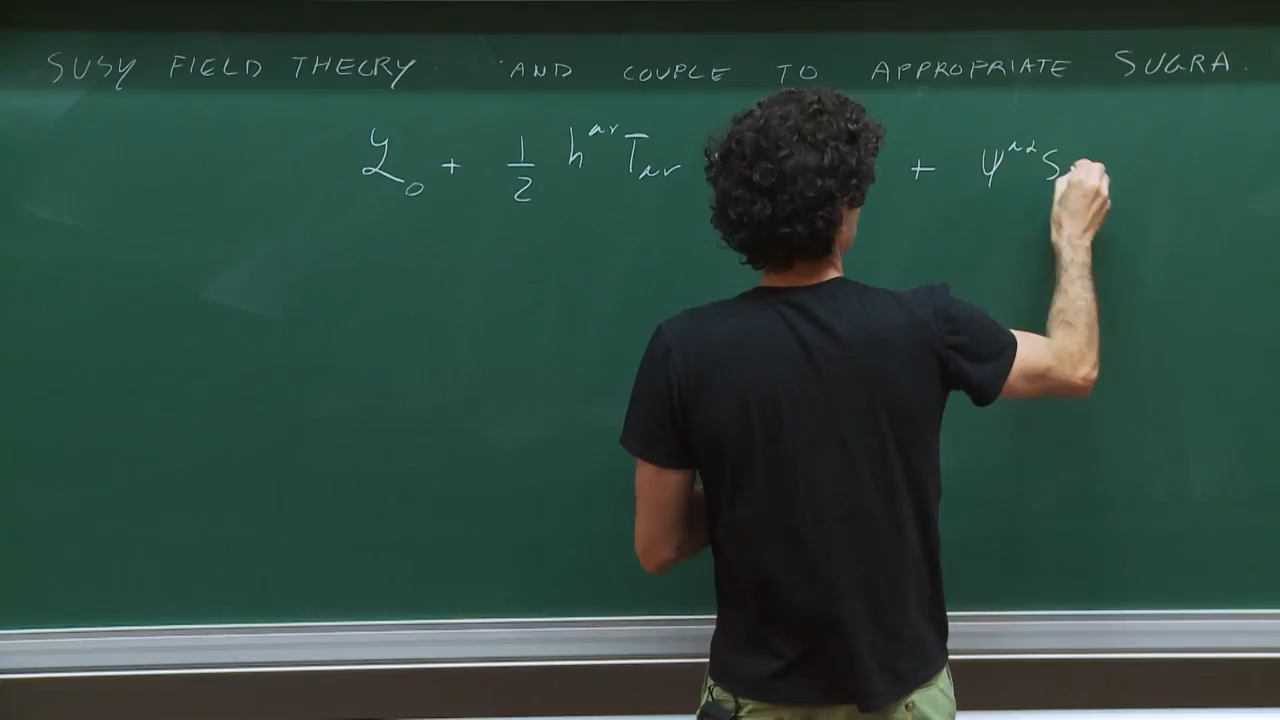 SUSY FIELD THEORY. AND COUPLE TO APPROPRIATE SUGRA.
ℒ₀ + 1/2 h^{μν} T_{μν} + ψ^{μα} S